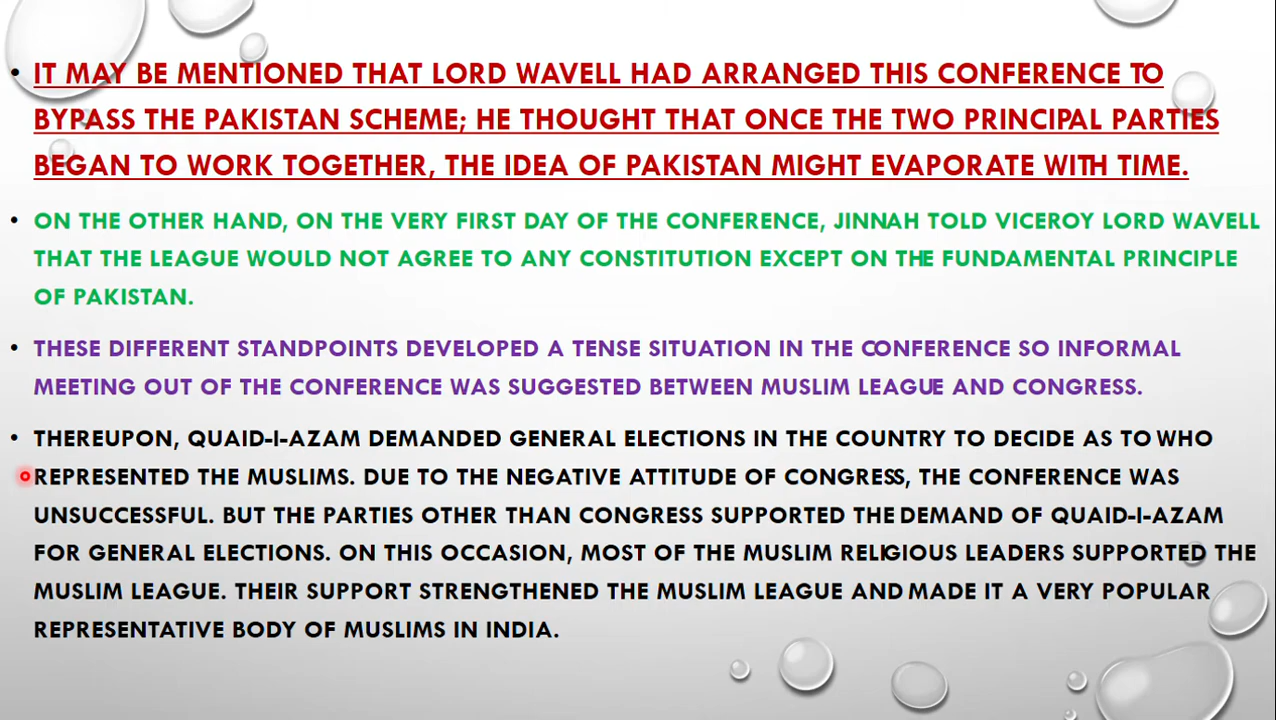 • IT MAY BE MENTIONED THAT LORD WAVELL HAD ARRANGED THIS CONFERENCE TO
BYPASS THE PAKISTAN SCHEME; HE THOUGHT THAT ONCE THE TWO PRINCIPAL PARTIES
BEGAN TO WORK TOGETHER, THE IDEA OF PAKISTAN MIGHT EVAPORATE WITH TIME.
• ON THE OTHER HAND, ON THE VERY FIRST DAY OF THE CONFERENCE, JINNAH TOLD VICEROY LORD WAVELL
THAT THE LEAGUE WOULD NOT AGREE TO ANY CONSTITUTION EXCEPT ON THE FUNDAMENTAL PRINCIPLE
OF PAKISTAN.
• THESE DIFFERENT STANDPOINTS DEVELOPED A TENSE SITUATION IN THE CONFERENCE SO INFORMAL
MEETING OUT OF THE CONFERENCE WAS SUGGESTED BETWEEN MUSLIM LEAGUE AND CONGRESS.
• THEREUPON, QUAID-I-AZAM DEMANDED GENERAL ELECTIONS IN THE COUNTRY TO DECIDE AS TO WHO
REPRESENTED THE MUSLIMS. DUE TO THE NEGATIVE ATTITUDE OF CONGRESS, THE CONFERENCE WAS
UNSUCCESSFUL. BUT THE PARTIES OTHER THAN CONGRESS SUPPORTED THE DEMAND OF QUAID-I-AZAM
FOR GENERAL ELECTIONS. ON THIS OCCASION, MOST OF THE MUSLIM RELIGIOUS LEADERS SUPPORTED THE
MUSLIM LEAGUE. THEIR SUPPORT STRENGTHENED THE MUSLIM LEAGUE AND MADE IT A VERY POPULAR
REPRESENTATIVE BODY OF MUSLIMS IN INDIA.